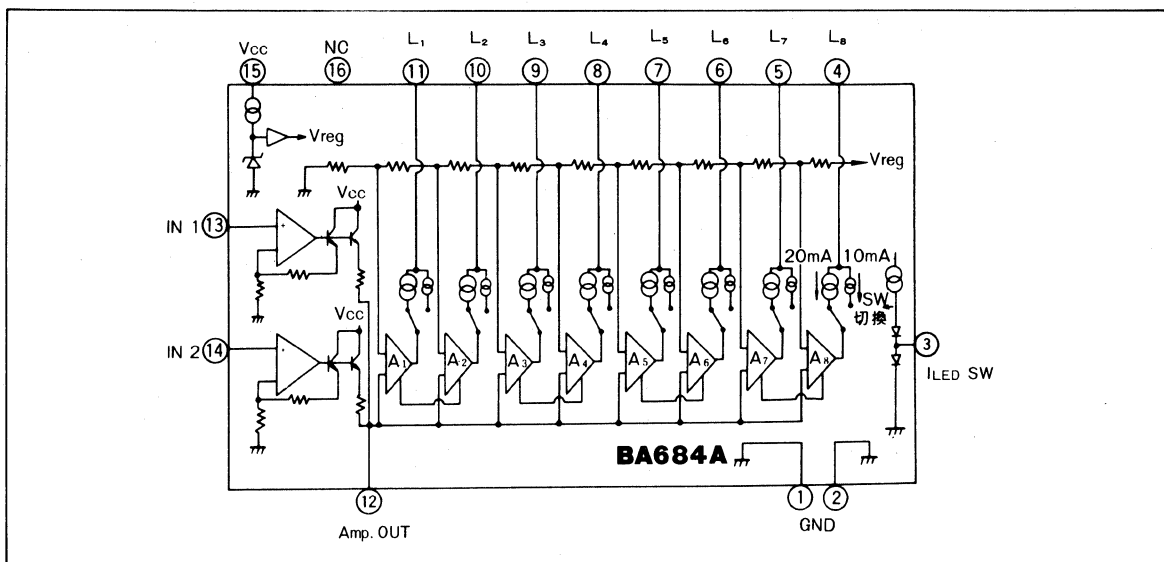 Vcc NC L₁ L₂ L₃ L₄ L₅ L₆ L₇ L₈
15 16 11 10 9 8 7 6 5 4
Vreg
Vreg
Vcc
IN 1 13
+
20mA 10mA
SW
切換
Vcc
IN 2 14
+
A₁ A₂ A₃ A₄ A₅ A₆ A₇ A₈
3
ILED SW
BA684A
12 1 2
Amp. OUT GND